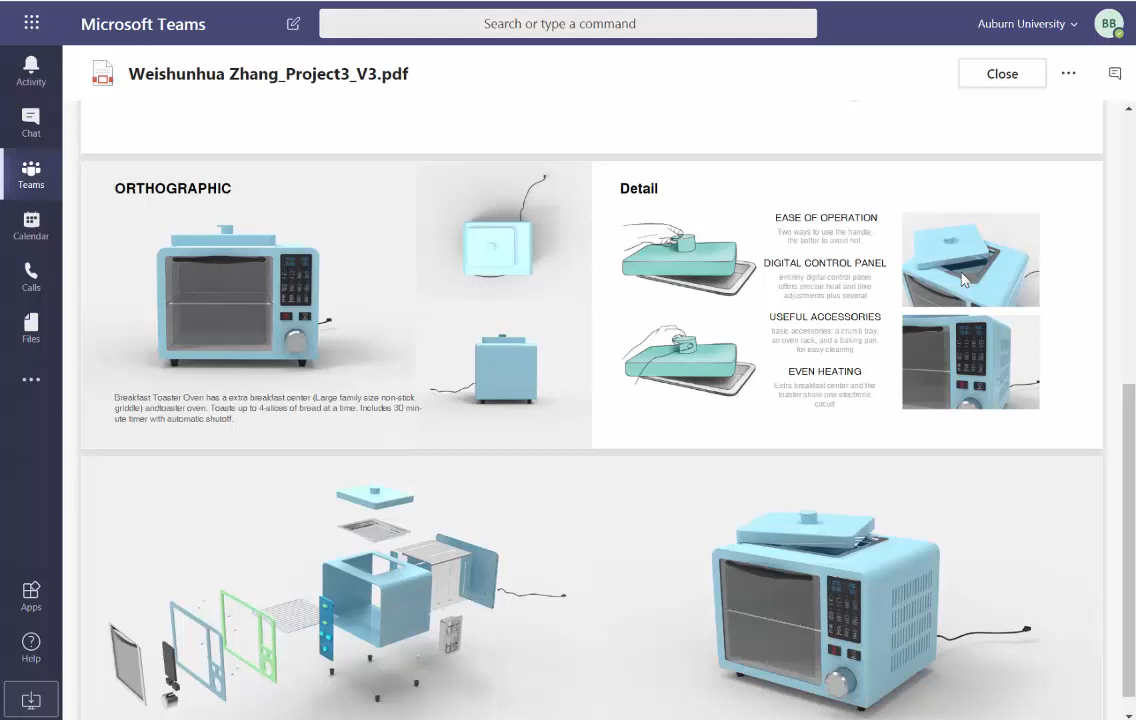 Microsoft Teams
Search or type a command
Auburn University
BB
Activity
Chat
Teams
Calendar
Calls
Files
Apps
Help
Weishunhua Zhang_Project3_V3.pdf
Close
ORTHOGRAPHIC
Breakfast Toaster Oven has a extra breakfast center (Large family size non-stick
griddle) andtoaster oven. Toasts up to 4-slices of bread at a time. Includes 30 min-
ute timer with automatic shutoff.
Detail
EASE OF OPERATION
Two ways to use the handle,
the better to avoid hot
DIGITAL CONTROL PANEL
entirely digital control panel
offers precise heat and time
adjustments plus several
USEFUL ACCESSORIES
basic accessories: a crumb tray,
an oven rack, and a baking pan.
for easy cleaning
EVEN HEATING
Extra breakfast center and the
toaster share one electernic
circuit